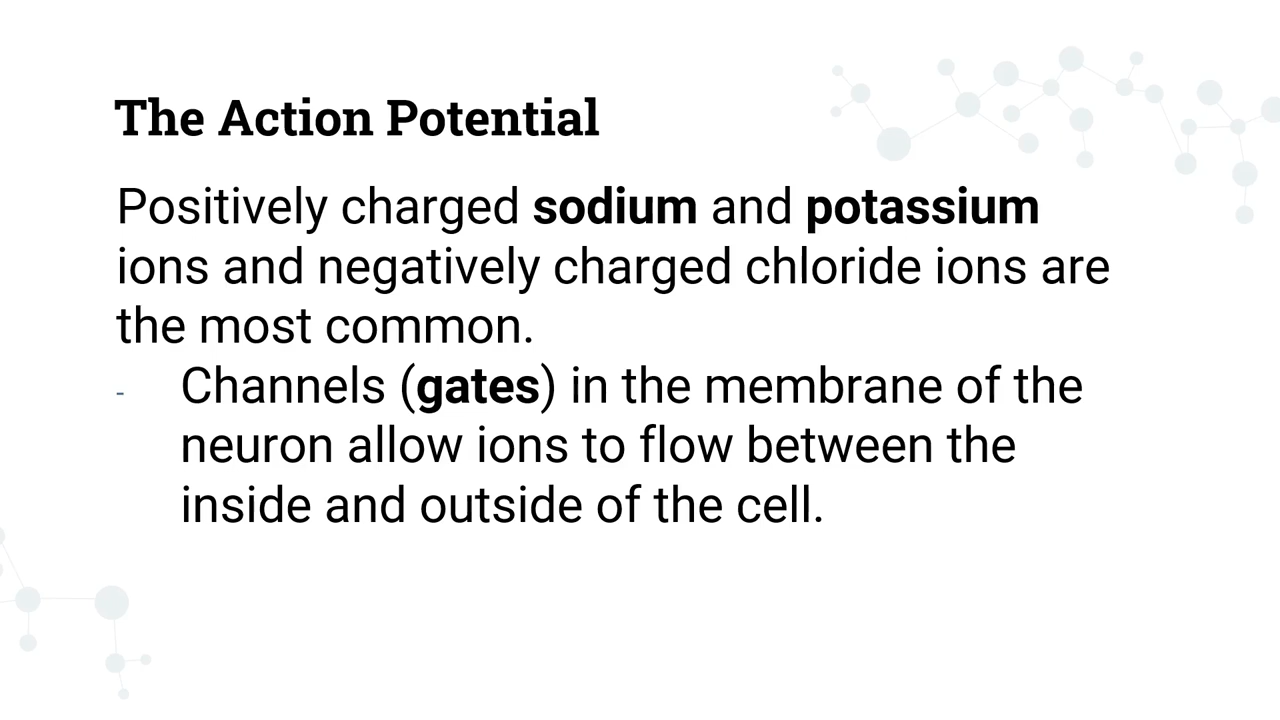 The Action Potential
Positively charged sodium and potassium
ions and negatively charged chloride ions are
the most common.
- Channels (gates) in the membrane of the
neuron allow ions to flow between the
inside and outside of the cell.